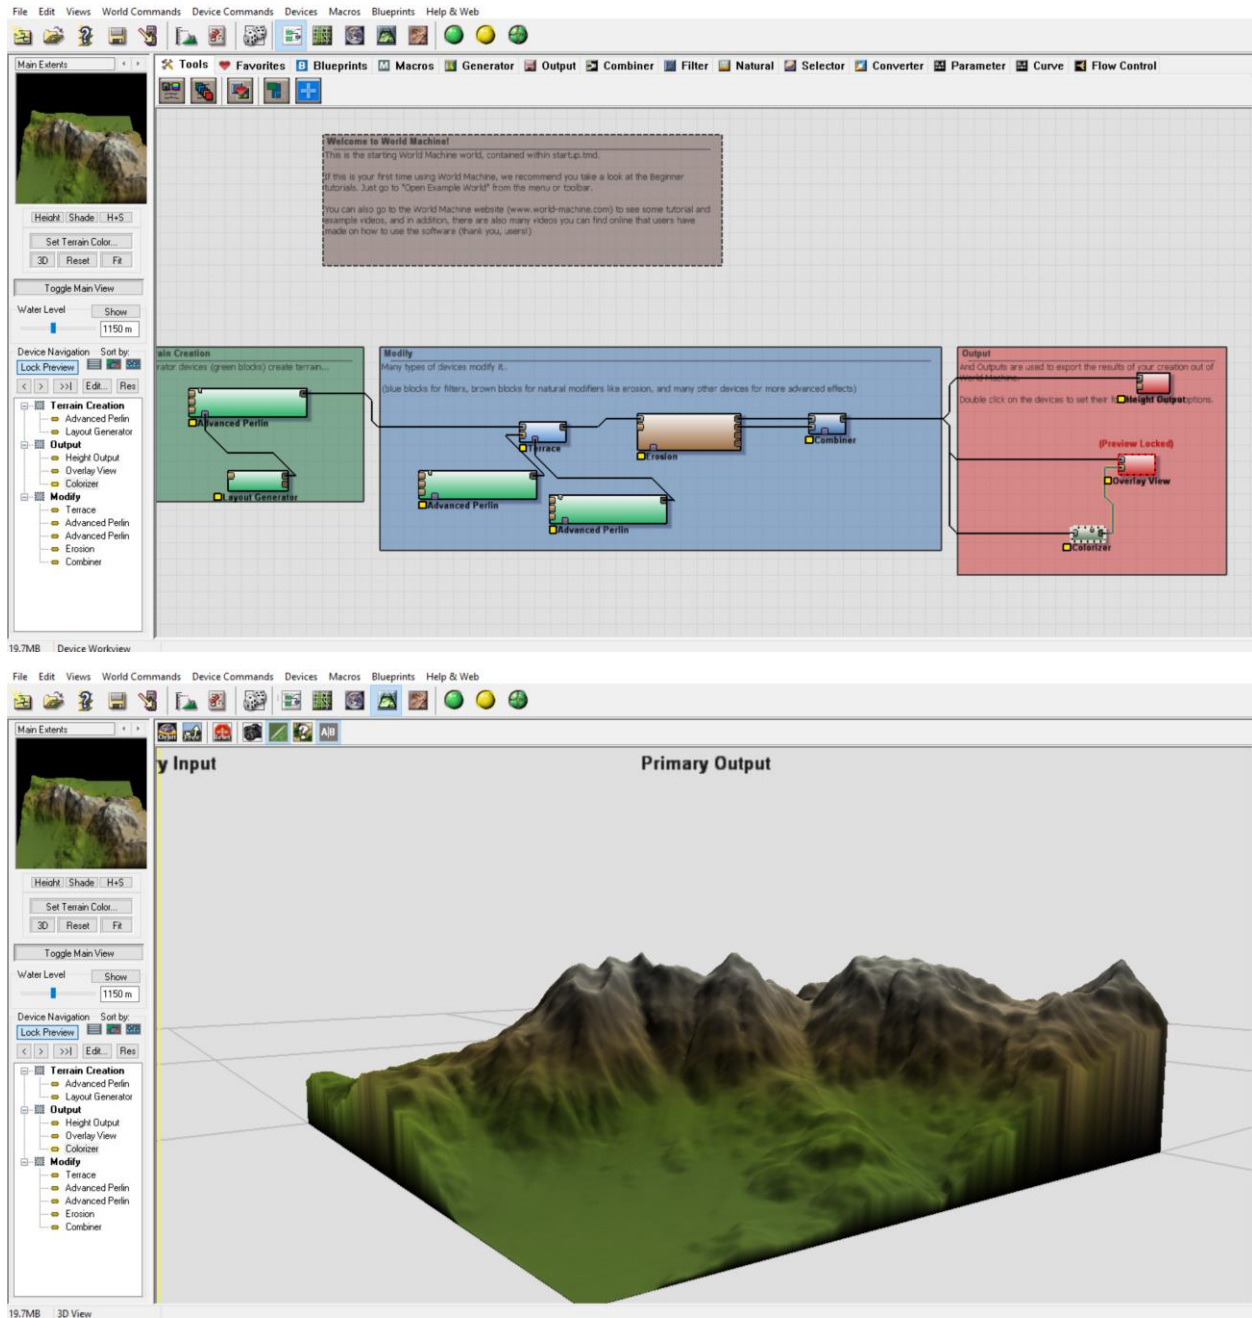 File Edit Views World Commands Device Commands Devices Macros Blueprints Help & Web
Main Extents
Tools Favorites Blueprints Macros Generator Output Combiner Filter Natural Selector Converter Parameter Curve Flow Control
Height Shade H+S
Set Terrain Color...
3D Reset Fit
Toggle Main View
Water Level Show
1150 m
Device Navigation Sort by:
Lock Preview
< > >>| Edit... Res
Terrain Creation
Advanced Perlin
Layout Generator
Output
Height Output
Overlay View
Colorizer
Modify
Terrace
Advanced Perlin
Advanced Perlin
Erosion
Combiner
Welcome to World Machine!
This is the starting World Machine world, contained within startup.tmd.
If this is your first time using World Machine, we recommend you take a look at the Beginner
tutorials. Just go to "Open Example World" from the menu or toolbar.
You can also go to the World Machine website (www.world-machine.com) to see some tutorial and
example videos, and in addition, there are also many videos you can find online that users have
made on how to use the software (thank you, users!)
ain Creation
rator devices (green blocks) create terrain...
Advanced Perlin
Layout Generator
Modify
Many types of devices modify it..
(blue blocks for filters, brown blocks for natural modifiers like erosion, and many other devices for more advanced effects)
Terrace
Erosion
Combiner
Advanced Perlin
Advanced Perlin
Output
And Outputs are used to export the results of your creation out of
World Machine.
Double click on the devices to set their Height Output options.
(Preview Locked)
Overlay View
Colorizer
19.7MB Device Workview
File Edit Views World Commands Device Commands Devices Macros Blueprints Help & Web
Main Extents
A|B
y Input Primary Output
Height Shade H+S
Set Terrain Color...
3D Reset Fit
Toggle Main View
Water Level Show
1150 m
Device Navigation Sort by:
Lock Preview
< > >>| Edit... Res
Terrain Creation
Advanced Perlin
Layout Generator
Output
Height Output
Overlay View
Colorizer
Modify
Terrace
Advanced Perlin
Advanced Perlin
Erosion
Combiner
19.7MB 3D View